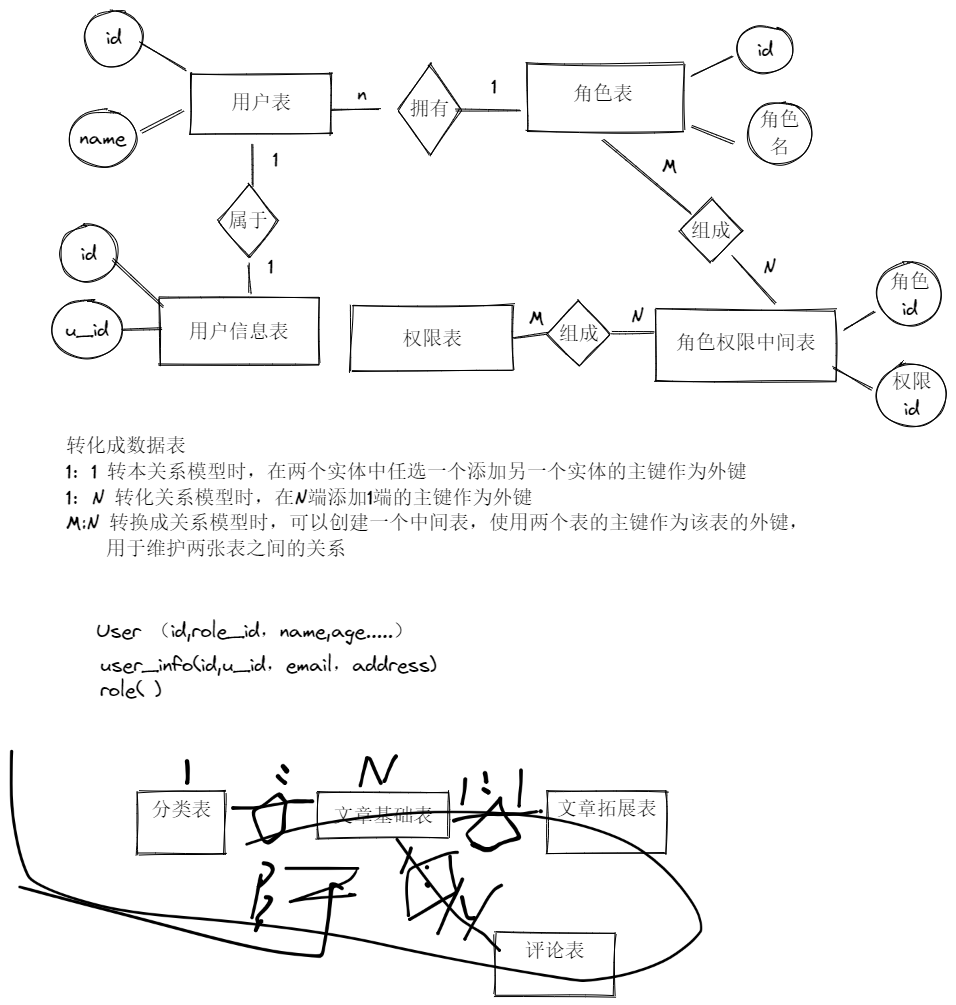 id
id
用户表
n
拥有
1
角色表
name
角色
名
1
M
属于
组成
id
1
N
角色
id
u_id
用户信息表
权限表
M
组成
N
角色权限中间表
权限
id
转化成数据表
1：1 转本关系模型时，在两个实体中任选一个添加另一个实体的主键作为外键
1：N 转化关系模型时，在N端添加1端的主键作为外键
M:N 转换成关系模型时，可以创建一个中间表，使用两个表的主键作为该表的外键，
用于维护两张表之间的关系
User （id,role_id，name,age.....）
user_info(id,u_id，email，address)
role( )
1
:
N
1:1
分类表
文章基础表
文章拓展表
评论表